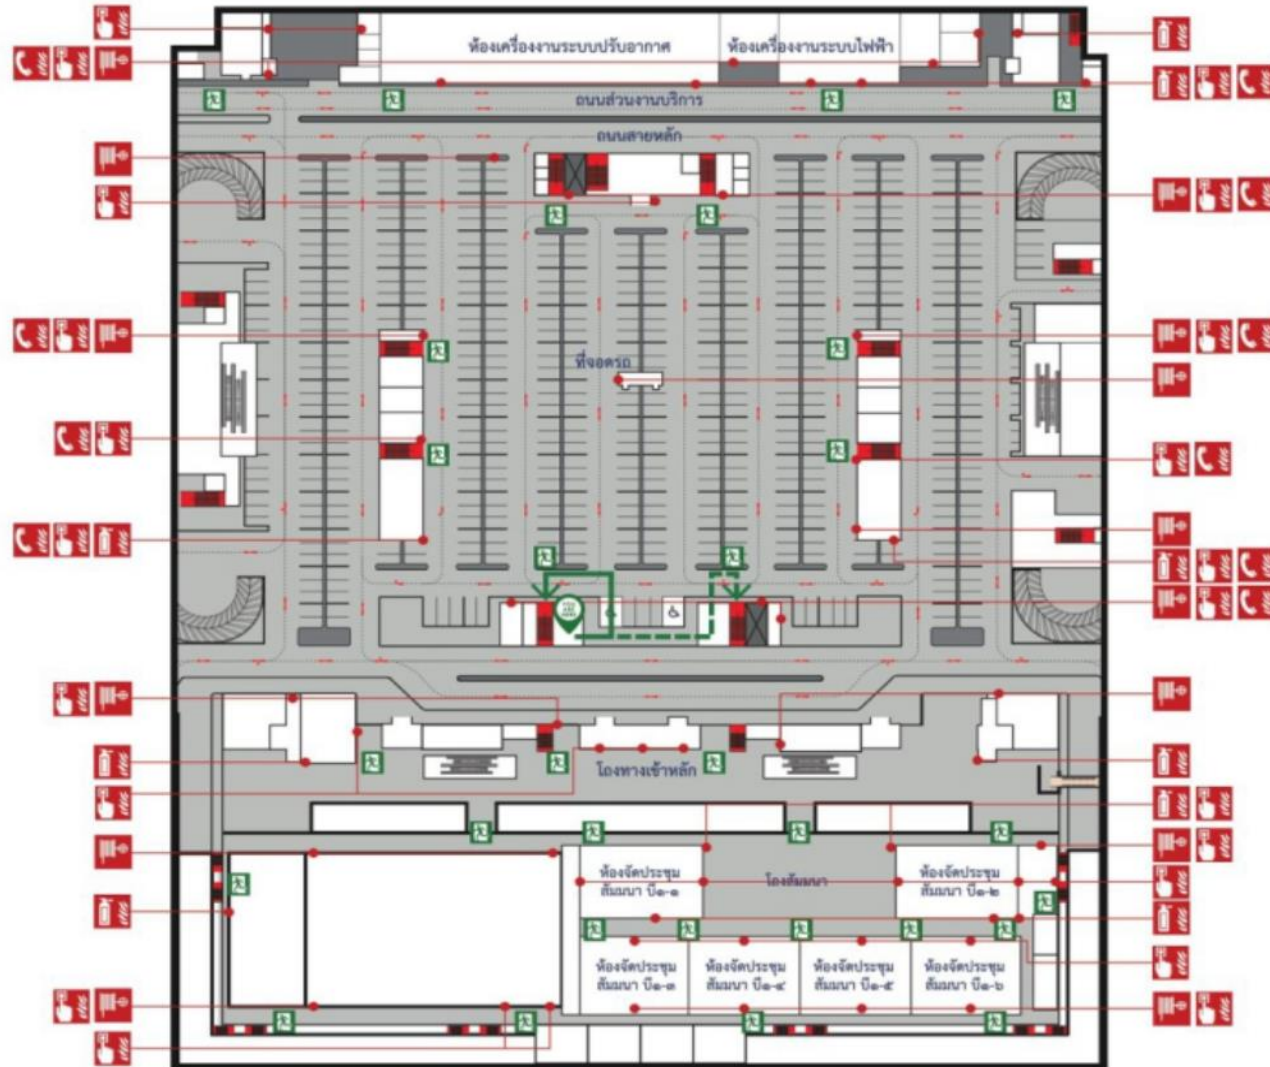 ห้องเครื่องงานระบบปรับอากาศ
ห้องเครื่องงานระบบไฟฟ้า
ถนนส่วนงานบริการ
ถนนสายหลัก
ที่จอดรถ
โถงทางเข้าหลัก
ห้องจัดประชุม
สัมมนา บี๑-๑
โถงสัมมนา
ห้องจัดประชุม
สัมมนา บี๑-๒
ห้องจัดประชุม
สัมมนา บี๑-๓
ห้องจัดประชุม
สัมมนา บี๑-๔
ห้องจัดประชุม
สัมมนา บี๑-๕
ห้องจัดประชุม
สัมมนา บี๑-๖